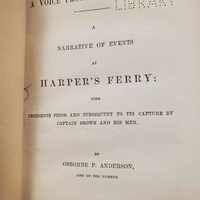 A VOICE FR
LIBRARY
A
NARRATIVE OF EVENTS
AT
HARPER'S FERRY;
WITH
INCIDENTS PRIOR AND SUBSEQUENT TO ITS CAPTURE BY
CAPTAIN BROWN AND HIS MEN.
BY
OSBORNE P. ANDERSON,
ONE OF THE NUMBER.